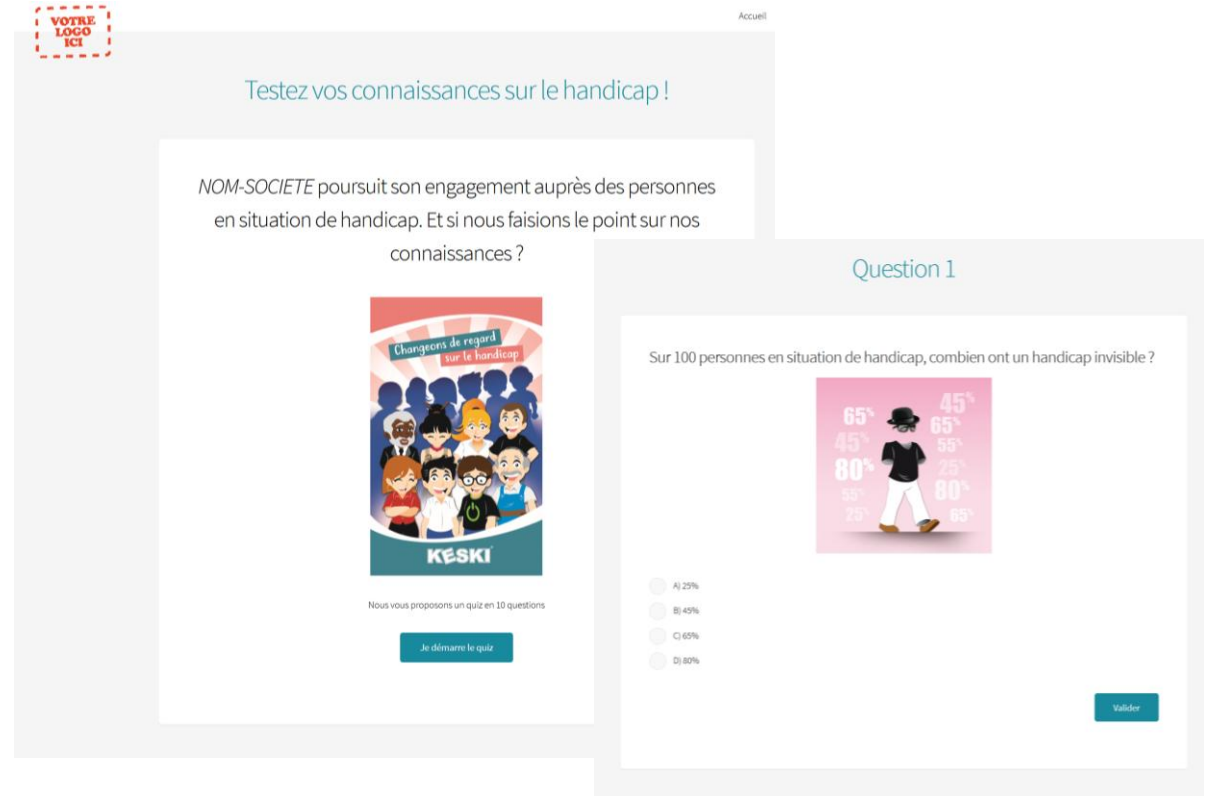 VOTRE
LOGO
ICI
Accueil
Testez vos connaissances sur le handicap !
NOM-SOCIETE poursuit son engagement auprès des personnes
en situation de handicap. Et si nous faisions le point sur nos
connaissances ?
Changeons de regard
sur le handicap
KESKI
Nous vous proposons un quiz en 10 questions
Je démarre le quiz
Question 1
Sur 100 personnes en situation de handicap, combien ont un handicap invisible ?
65% 45%
65%
45% 55%
80% 25%
55% 80%
25% 65%
A) 25%
B) 45%
C) 65%
D) 80%
Valider